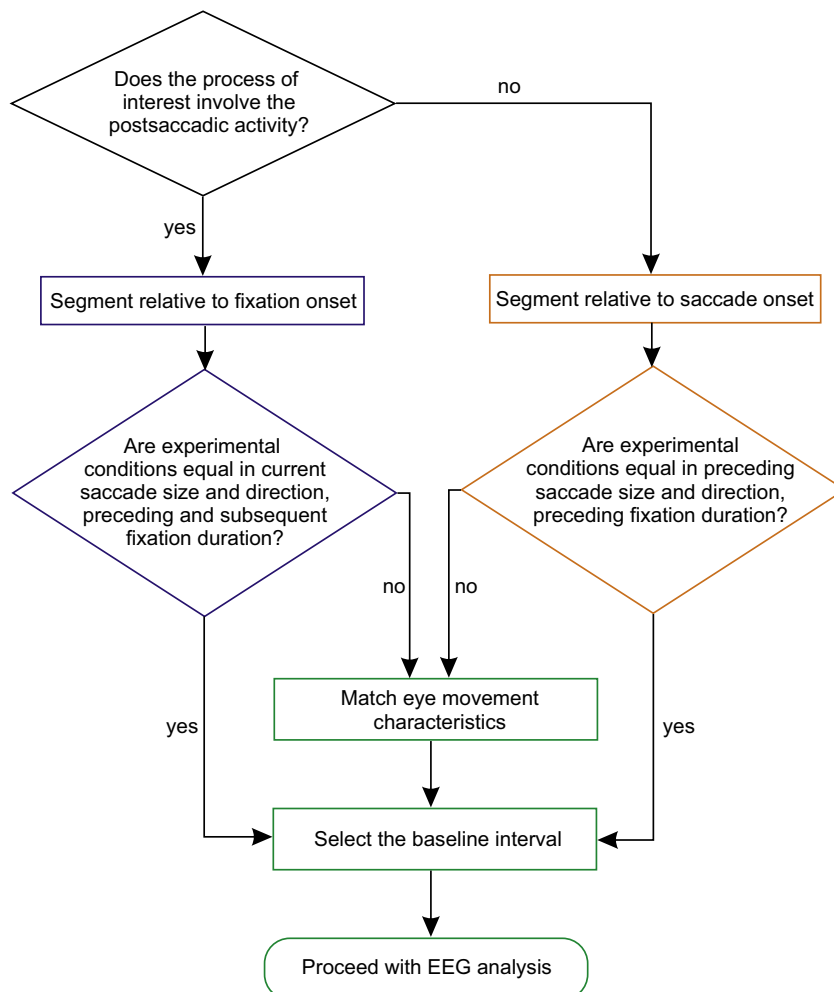 Does the process of
interest involve the
postsaccadic activity?
no
yes
Segment relative to fixation onset
Segment relative to saccade onset
Are experimental
conditions equal in current
saccade size and direction,
preceding and subsequent
fixation duration?
Are experimental
conditions equal in preceding
saccade size and direction,
preceding fixation duration?
no
no
Match eye movement
characteristics
yes
yes
Select the baseline interval
Proceed with EEG analysis